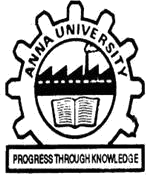 ANNA UNIVERSITY
PROGRESS THROUGH KNOWLEDGE